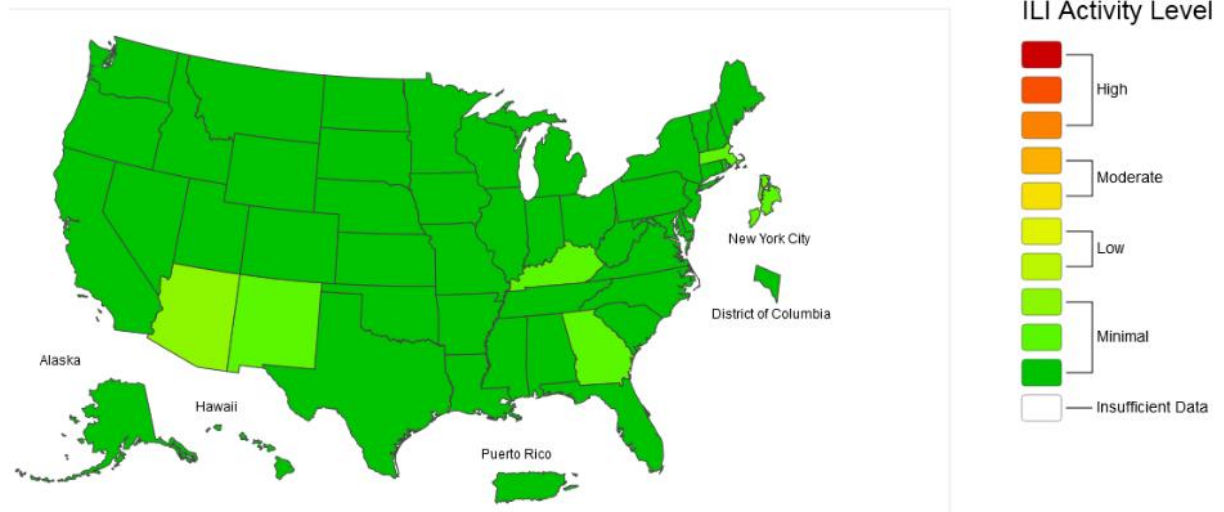 ILI Activity Level
High
Moderate
Low
Minimal
Insufficient Data
New York City
District of Columbia
Alaska
Hawaii
Puerto Rico